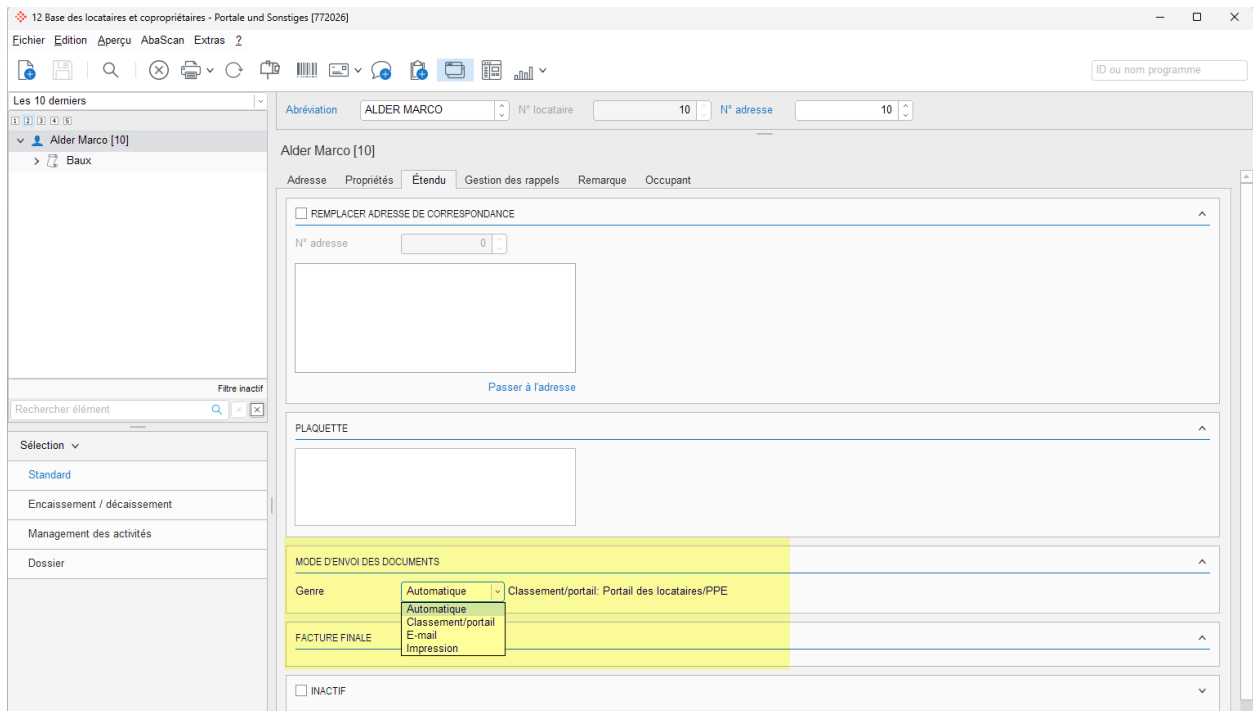 12 Base des locataires et copropriétaires - Portale und Sonstiges [772026]
Fichier Edition Aperçu AbaScan Extras ?
ID ou nom programme
Les 10 derniers
1 2 3 4 5
Alder Marco [10]
Baux
Filtre inactif
Rechercher élément
Sélection
Standard
Encaissement / décaissement
Management des activités
Dossier
Abréviation ALDER MARCO N° locataire 10 N° adresse 10
Alder Marco [10]
Adresse Propriétés Étendu Gestion des rappels Remarque Occupant
REMPLACER ADRESSE DE CORRESPONDANCE
N° adresse 0
Passer à l'adresse
PLAQUETTE
MODE D'ENVOI DES DOCUMENTS
Genre Automatique Classement/portail: Portail des locataires/PPE
Automatique
Classement/portail
E-mail
Impression
FACTURE FINALE
INACTIF